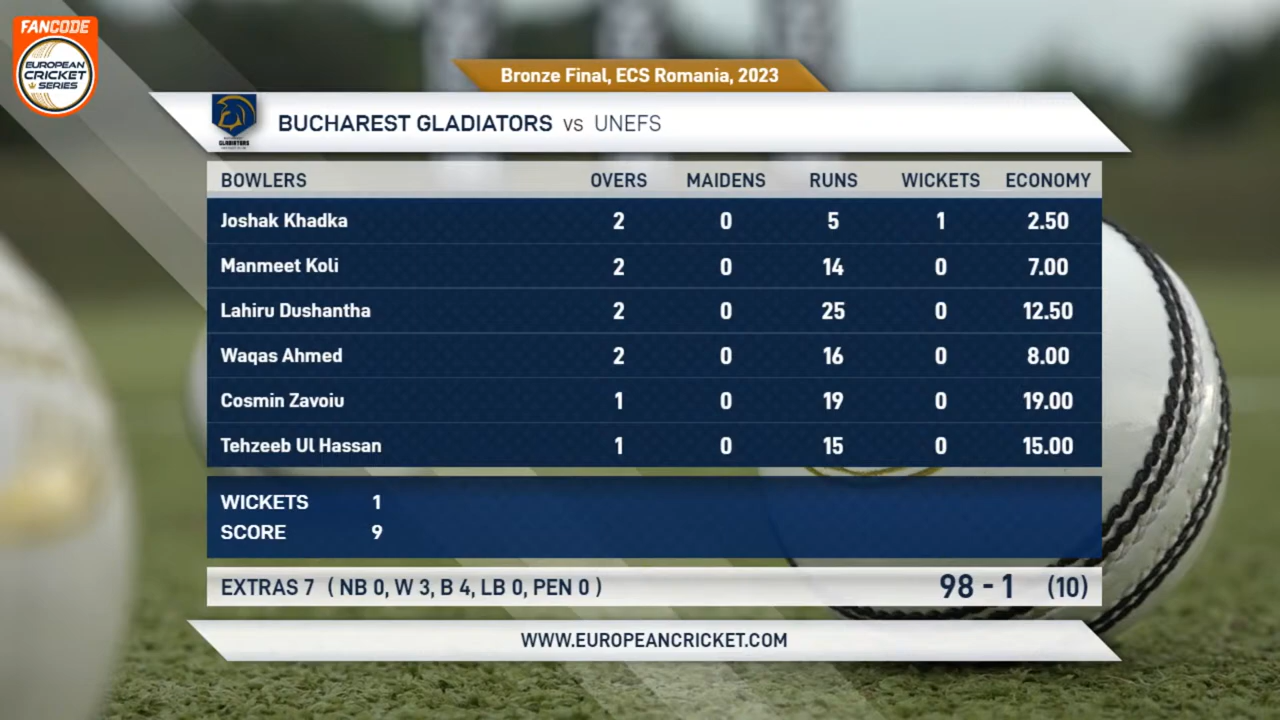 FANCODE
EUROPEAN
CRICKET
SERIES
Bronze Final, ECS Romania, 2023
BUCHAREST GLADIATORS vs UNEFS
GLADIATORS
BOWLERS OVERS MAIDENS RUNS WICKETS ECONOMY
Joshak Khadka 2 0 5 1 2.50
Manmeet Koli 2 0 14 0 7.00
Lahiru Dushantha 2 0 25 0 12.50
Waqas Ahmed 2 0 16 0 8.00
Cosmin Zavoiu 1 0 19 0 19.00
Tehzeeb Ul Hassan 1 0 15 0 15.00
WICKETS 1
SCORE 9
EXTRAS 7 ( NB 0, W 3, B 4, LB 0, PEN 0 ) 98 - 1 (10)
WWW.EUROPEANCRICKET.COM